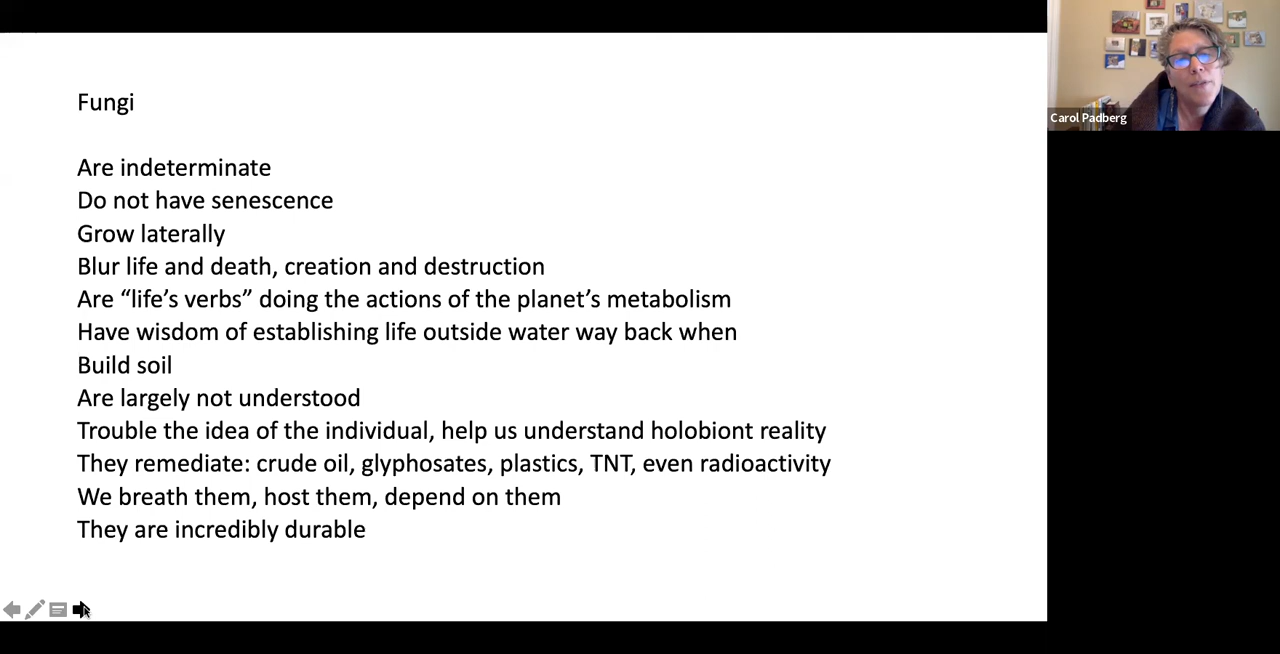 Fungi
Are indeterminate
Do not have senescence
Grow laterally
Blur life and death, creation and destruction
Are “life’s verbs” doing the actions of the planet’s metabolism
Have wisdom of establishing life outside water way back when
Build soil
Are largely not understood
Trouble the idea of the individual, help us understand holobiont reality
They remediate: crude oil, glyphosates, plastics, TNT, even radioactivity
We breath them, host them, depend on them
They are incredibly durable
Carol Padberg